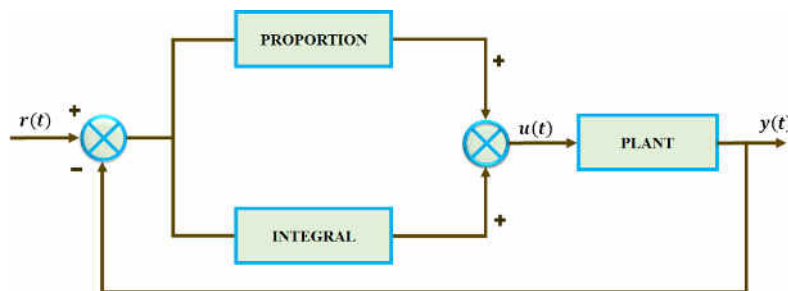 PROPORTION
+
r(t)
+
u(t)
y(t)
PLANT
−
+
INTEGRAL